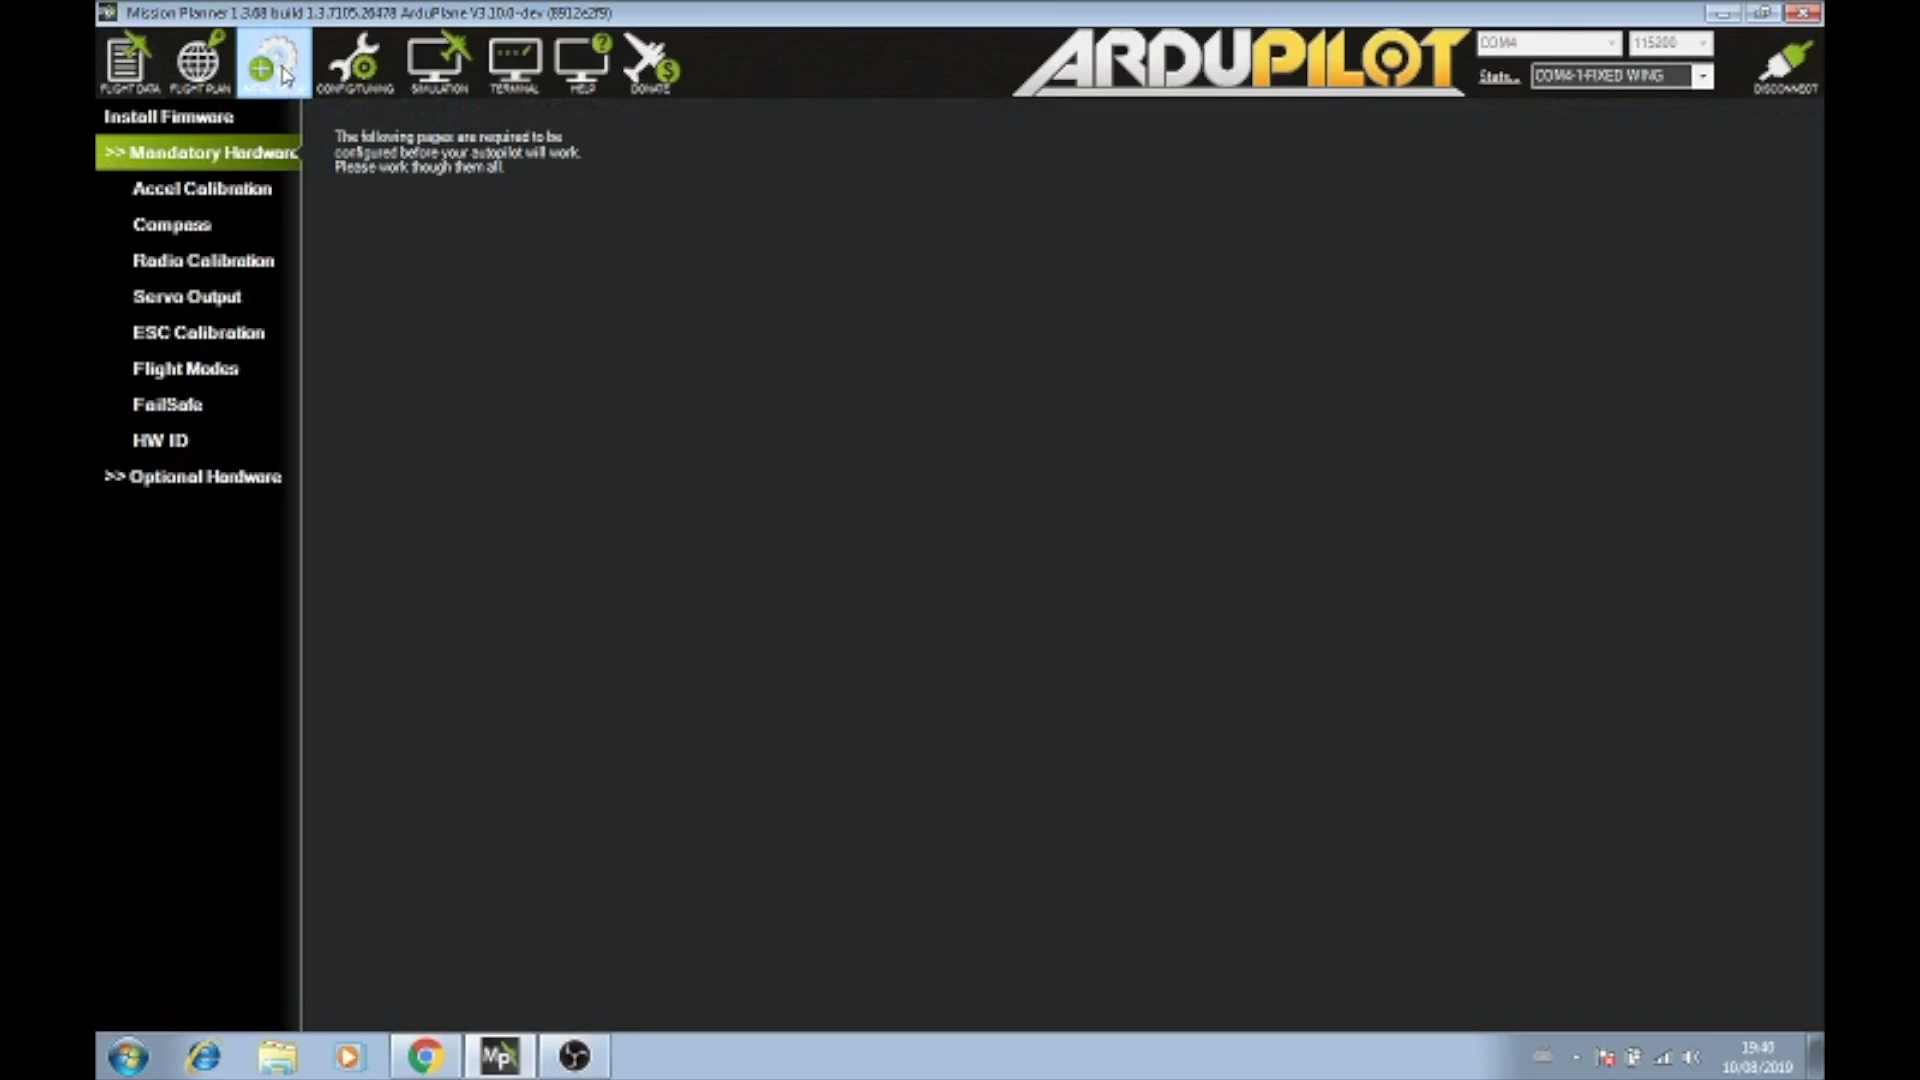 Mission Planner 1.3.68 build 1.3.7105.26478 ArduPlane V3.10.0-dev (8912e2f9)
FLIGHT DATA
FLIGHT PLAN
CONFIG/TUNING
SIMULATION
TERMINAL
HELP
DONATE
ARDUPILOT
COM4
115200
Stats...
COM4-1-FIXED WING
DISCONNECT
Install Firmware
>> Mandatory Hardware
Accel Calibration
Compass
Radio Calibration
Servo Output
ESC Calibration
Flight Modes
FailSafe
HW ID
>> Optional Hardware
The following pages are required to be
configured before your autopilot will work.
Please work though them all.
19:40
10/08/2019